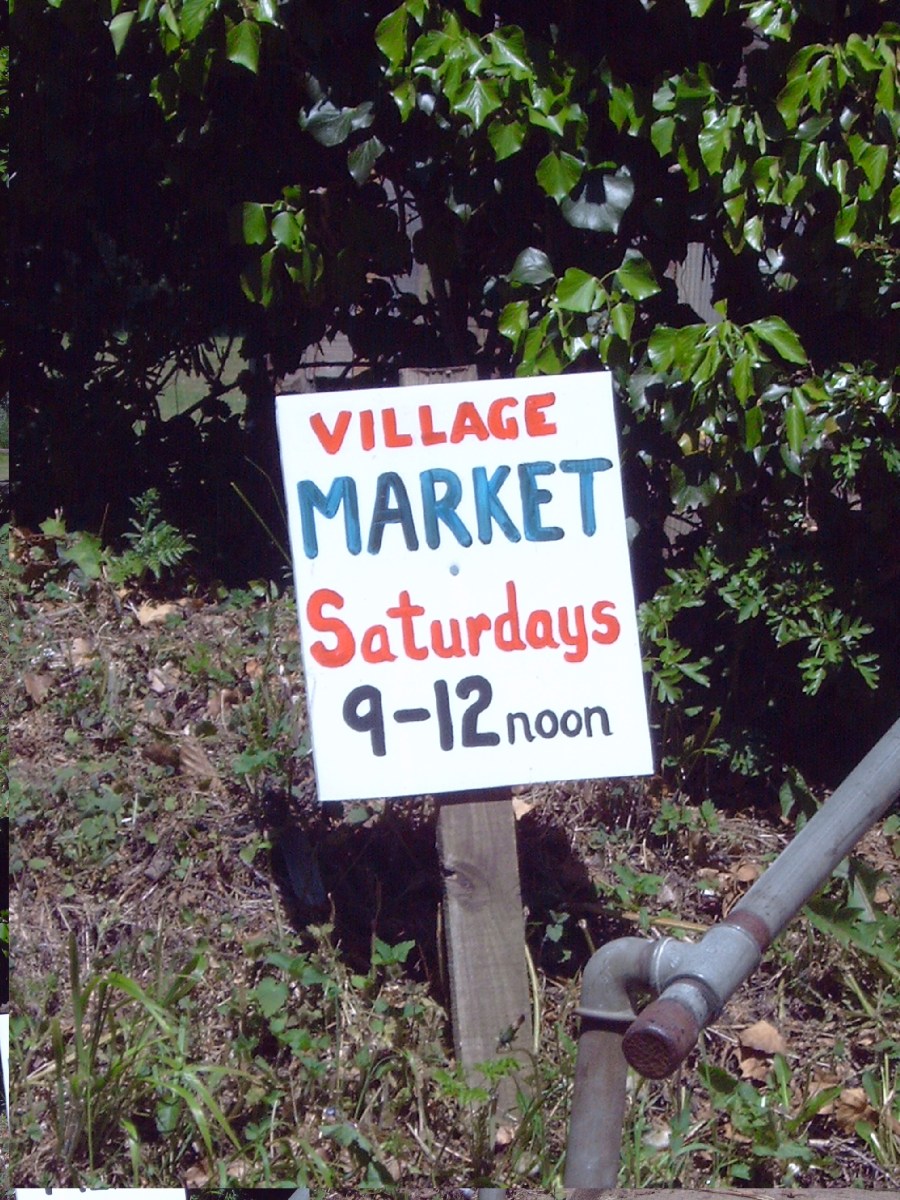 VILLAGE
MARKET
Saturdays
9-12 noon